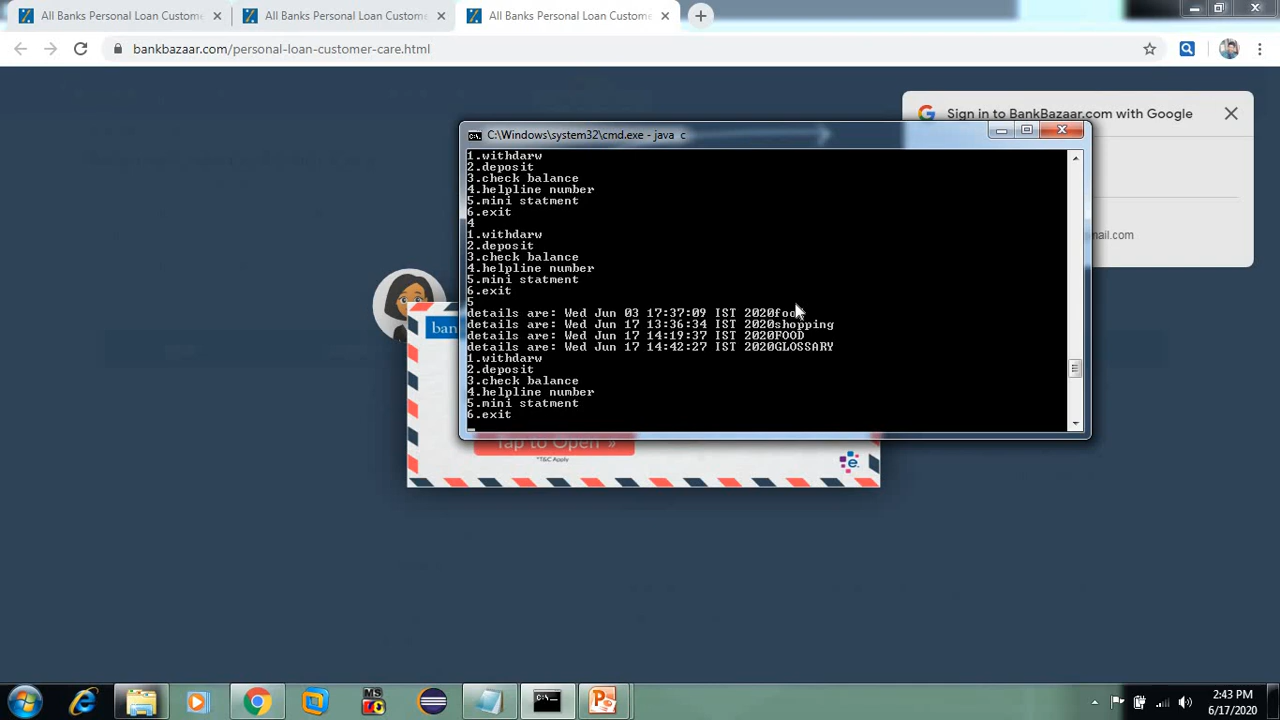 All Banks Personal Loan Custom
All Banks Personal Loan Custome
All Banks Personal Loan Custome
bankbazaar.com/personal-loan-customer-care.html
Sign in to BankBazaar.com with Google
mail.com
C:\Windows\system32\cmd.exe - java c
1.withdarw
2.deposit
3.check balance
4.helpline number
5.mini statment
6.exit
4
1.withdarw
2.deposit
3.check balance
4.helpline number
5.mini statment
6.exit
5
details are: Wed Jun 03 17:37:09 IST 2020food
details are: Wed Jun 17 13:36:34 IST 2020shopping
details are: Wed Jun 17 14:19:37 IST 2020FOOD
details are: Wed Jun 17 14:42:27 IST 2020GLOSSARY
1.withdarw
2.deposit
3.check balance
4.helpline number
5.mini statment
6.exit
ban
Tap to Open »
*T&C Apply
MS
2:43 PM
6/17/2020